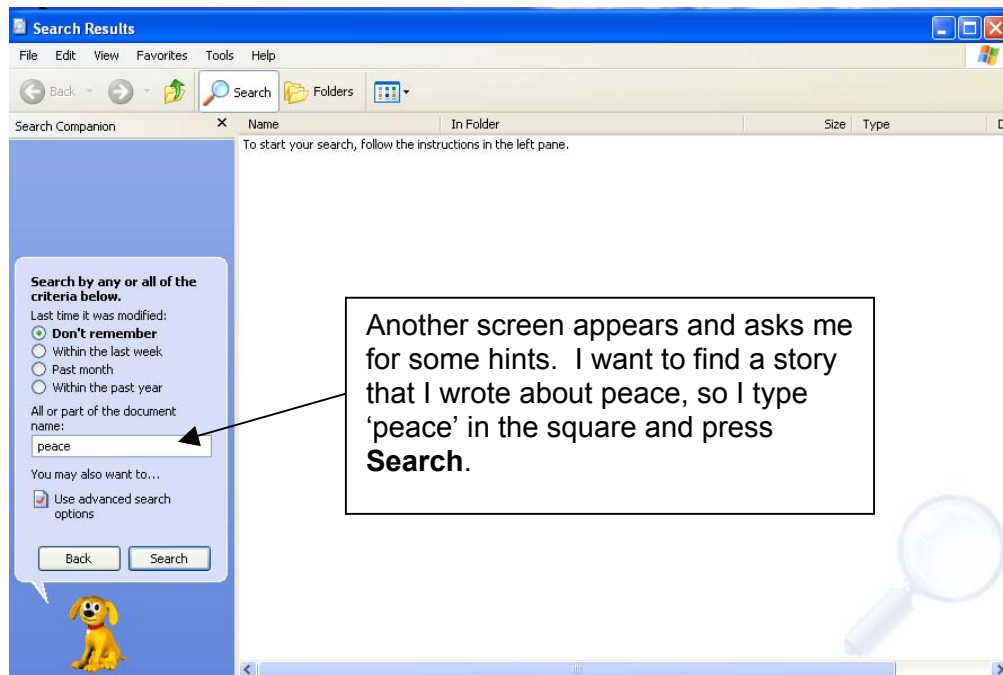 Search Results
File Edit View Favorites Tools Help
Back Search Folders
Search Companion
Name In Folder Size Type
To start your search, follow the instructions in the left pane.
Search by any or all of the
criteria below.
Last time it was modified:
Don't remember
Within the last week
Past month
Within the past year
All or part of the document
name:
peace
You may also want to...
Use advanced search
options
Back Search
Another screen appears and asks me
for some hints. I want to find a story
that I wrote about peace, so I type
‘peace’ in the square and press
Search.